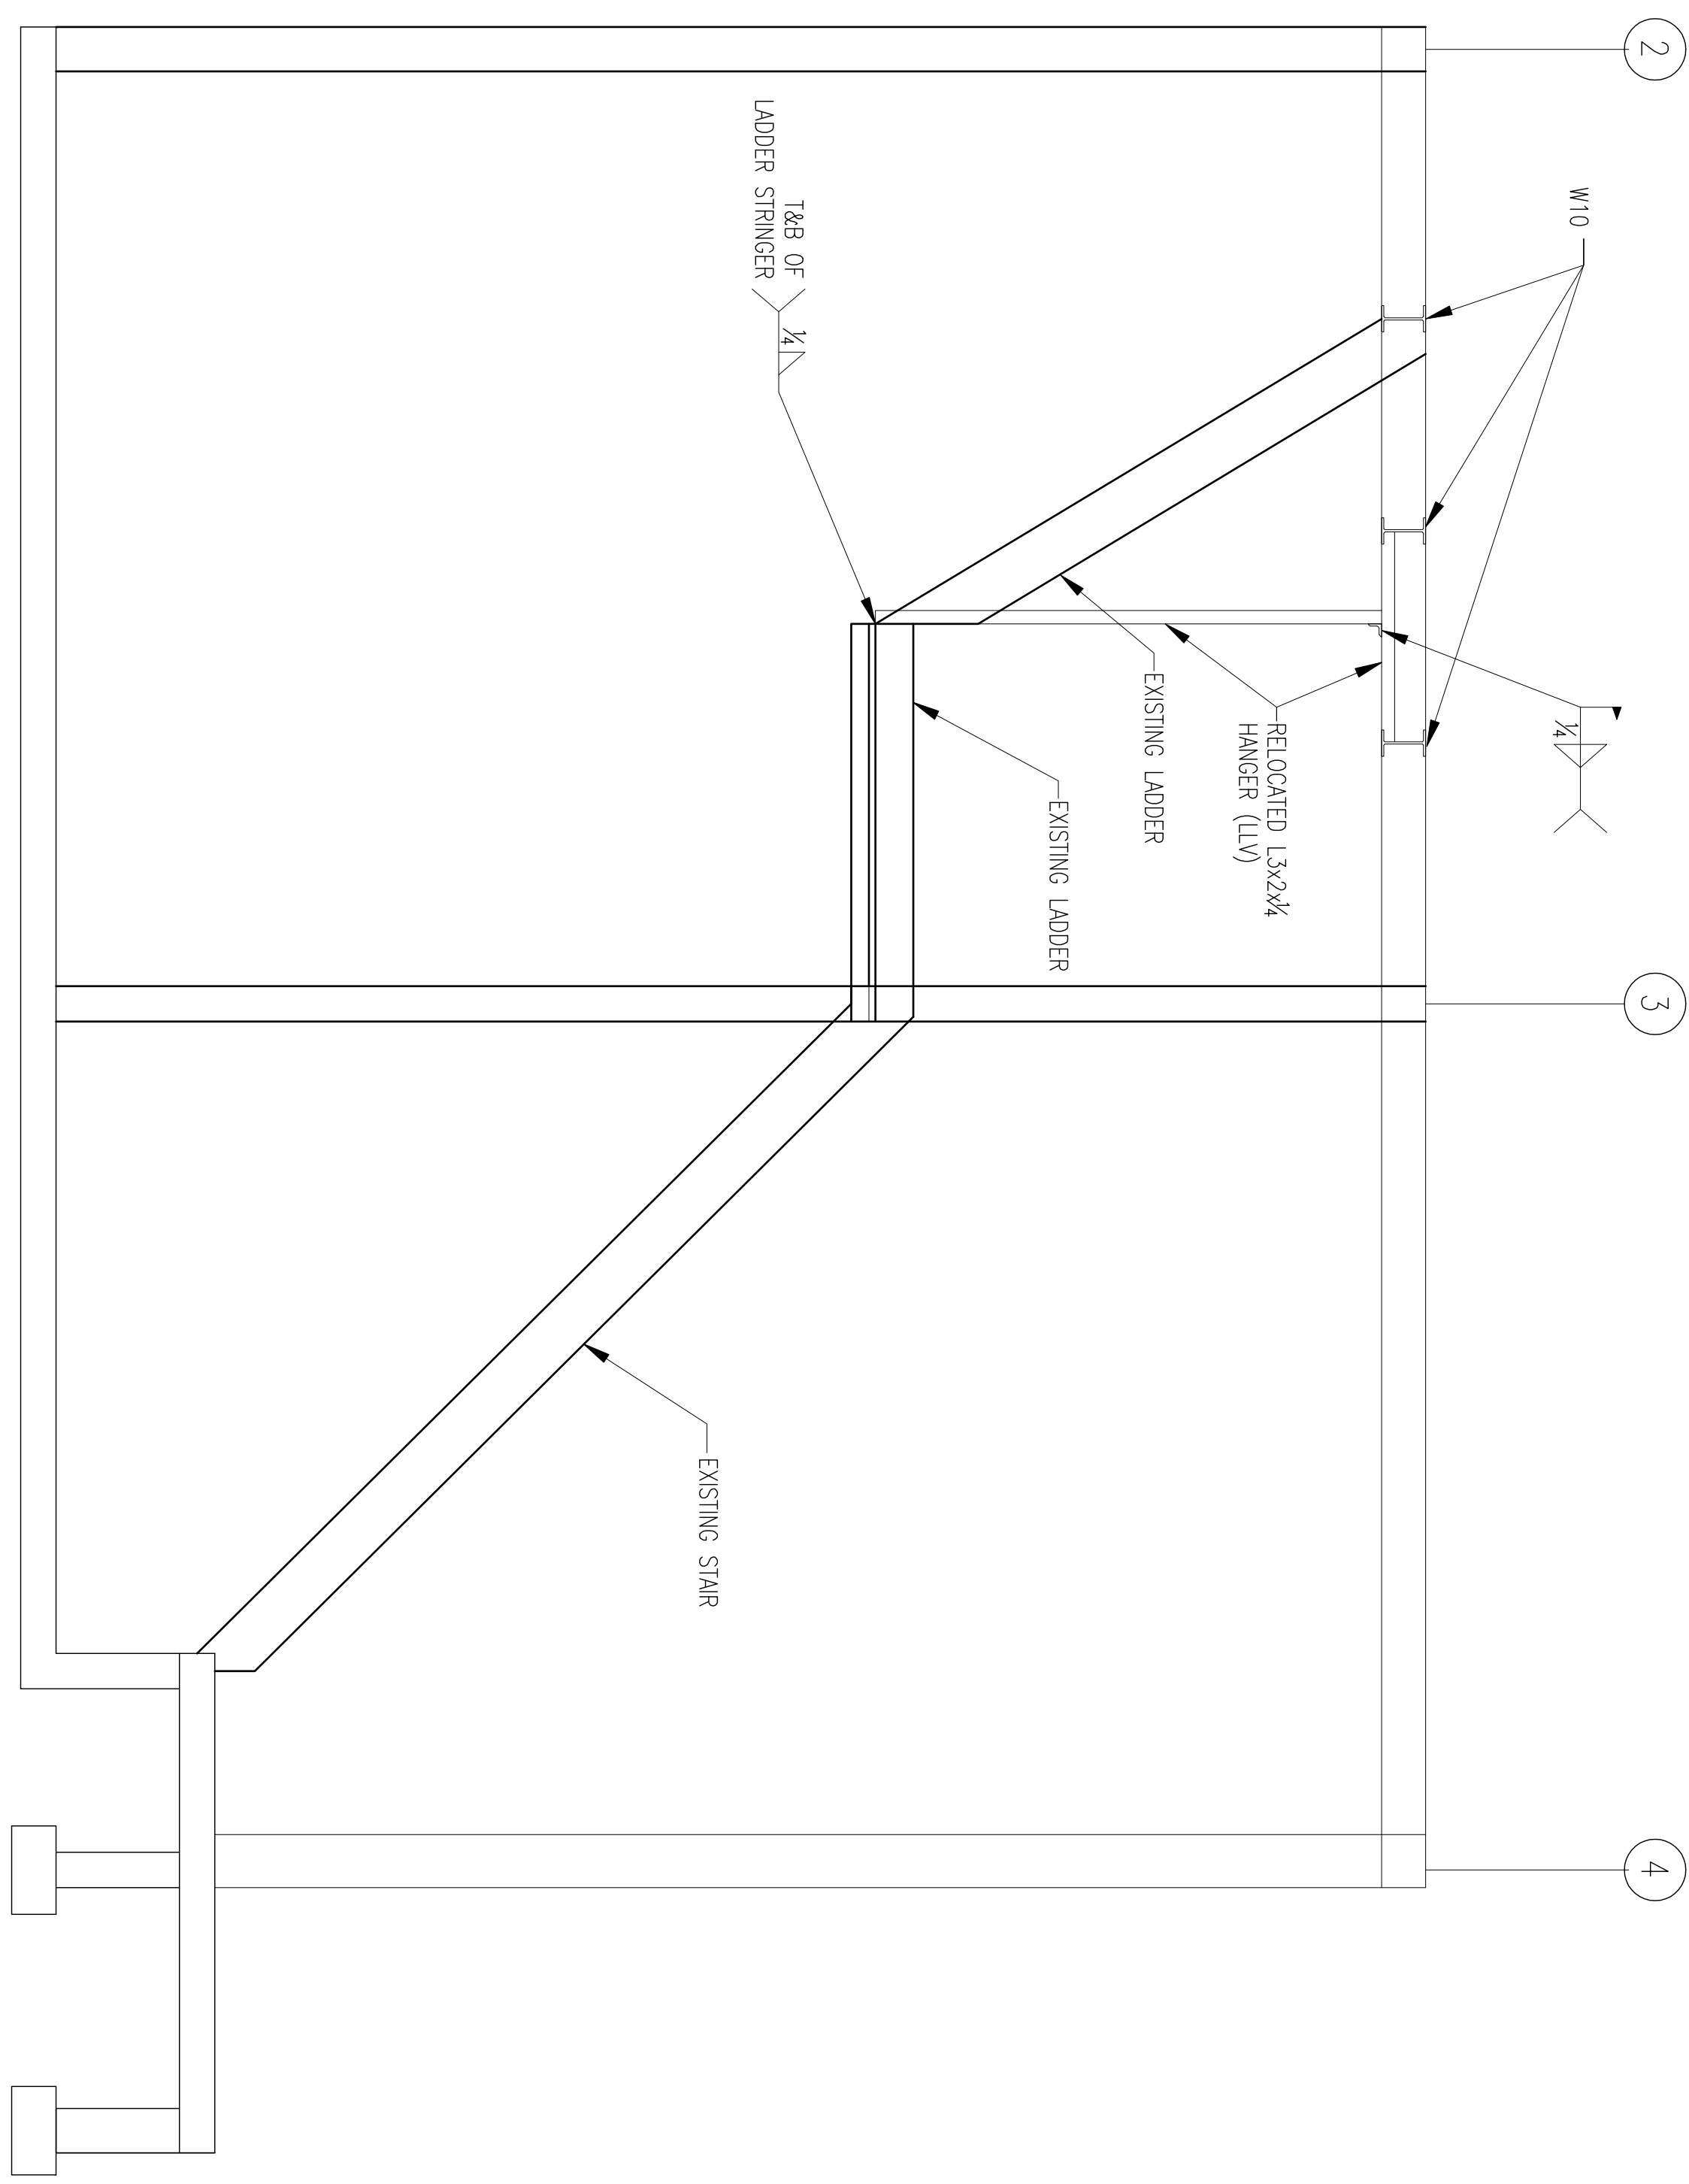 2
3
4
W10
1/4
RELOCATED L3x2x1/4
HANGER (LLV)
EXISTING LADDER
EXISTING LADDER
T&B OF
LADDER STRINGER
1/4
EXISTING STAIR